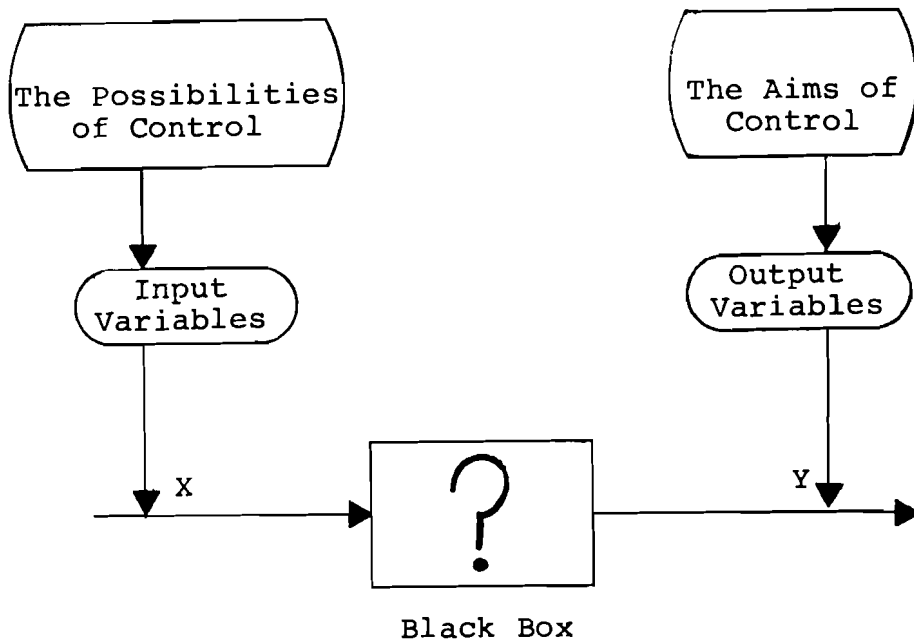 The Possibilities
of Control
The Aims of
Control
Input
Variables
Output
Variables
X
Y
?
Black Box